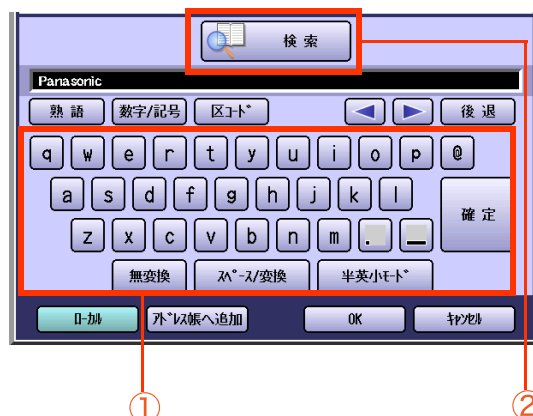 検索
Panasonic
熟語 数字/記号 区ｺｰﾄﾞ 後退
q w e r t y u i o p @
a s d f g h j k l 確定
z x c v b n m . _
無変換 ｽﾍﾟｰｽ/変換 半英小ﾓｰﾄﾞ
ﾛｰｶﾙ ｱﾄﾞﾚｽ帳へ追加 OK ｷｬﾝｾﾙ
① ②